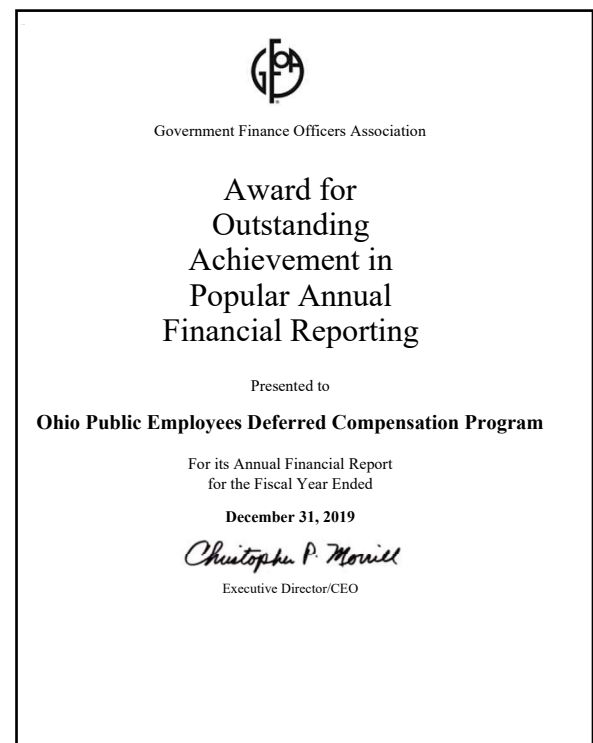 GFOA
Government Finance Officers Association
Award for
Outstanding
Achievement in
Popular Annual
Financial Reporting
Presented to
Ohio Public Employees Deferred Compensation Program
For its Annual Financial Report
for the Fiscal Year Ended
December 31, 2019
Christopher P. Morrill
Executive Director/CEO